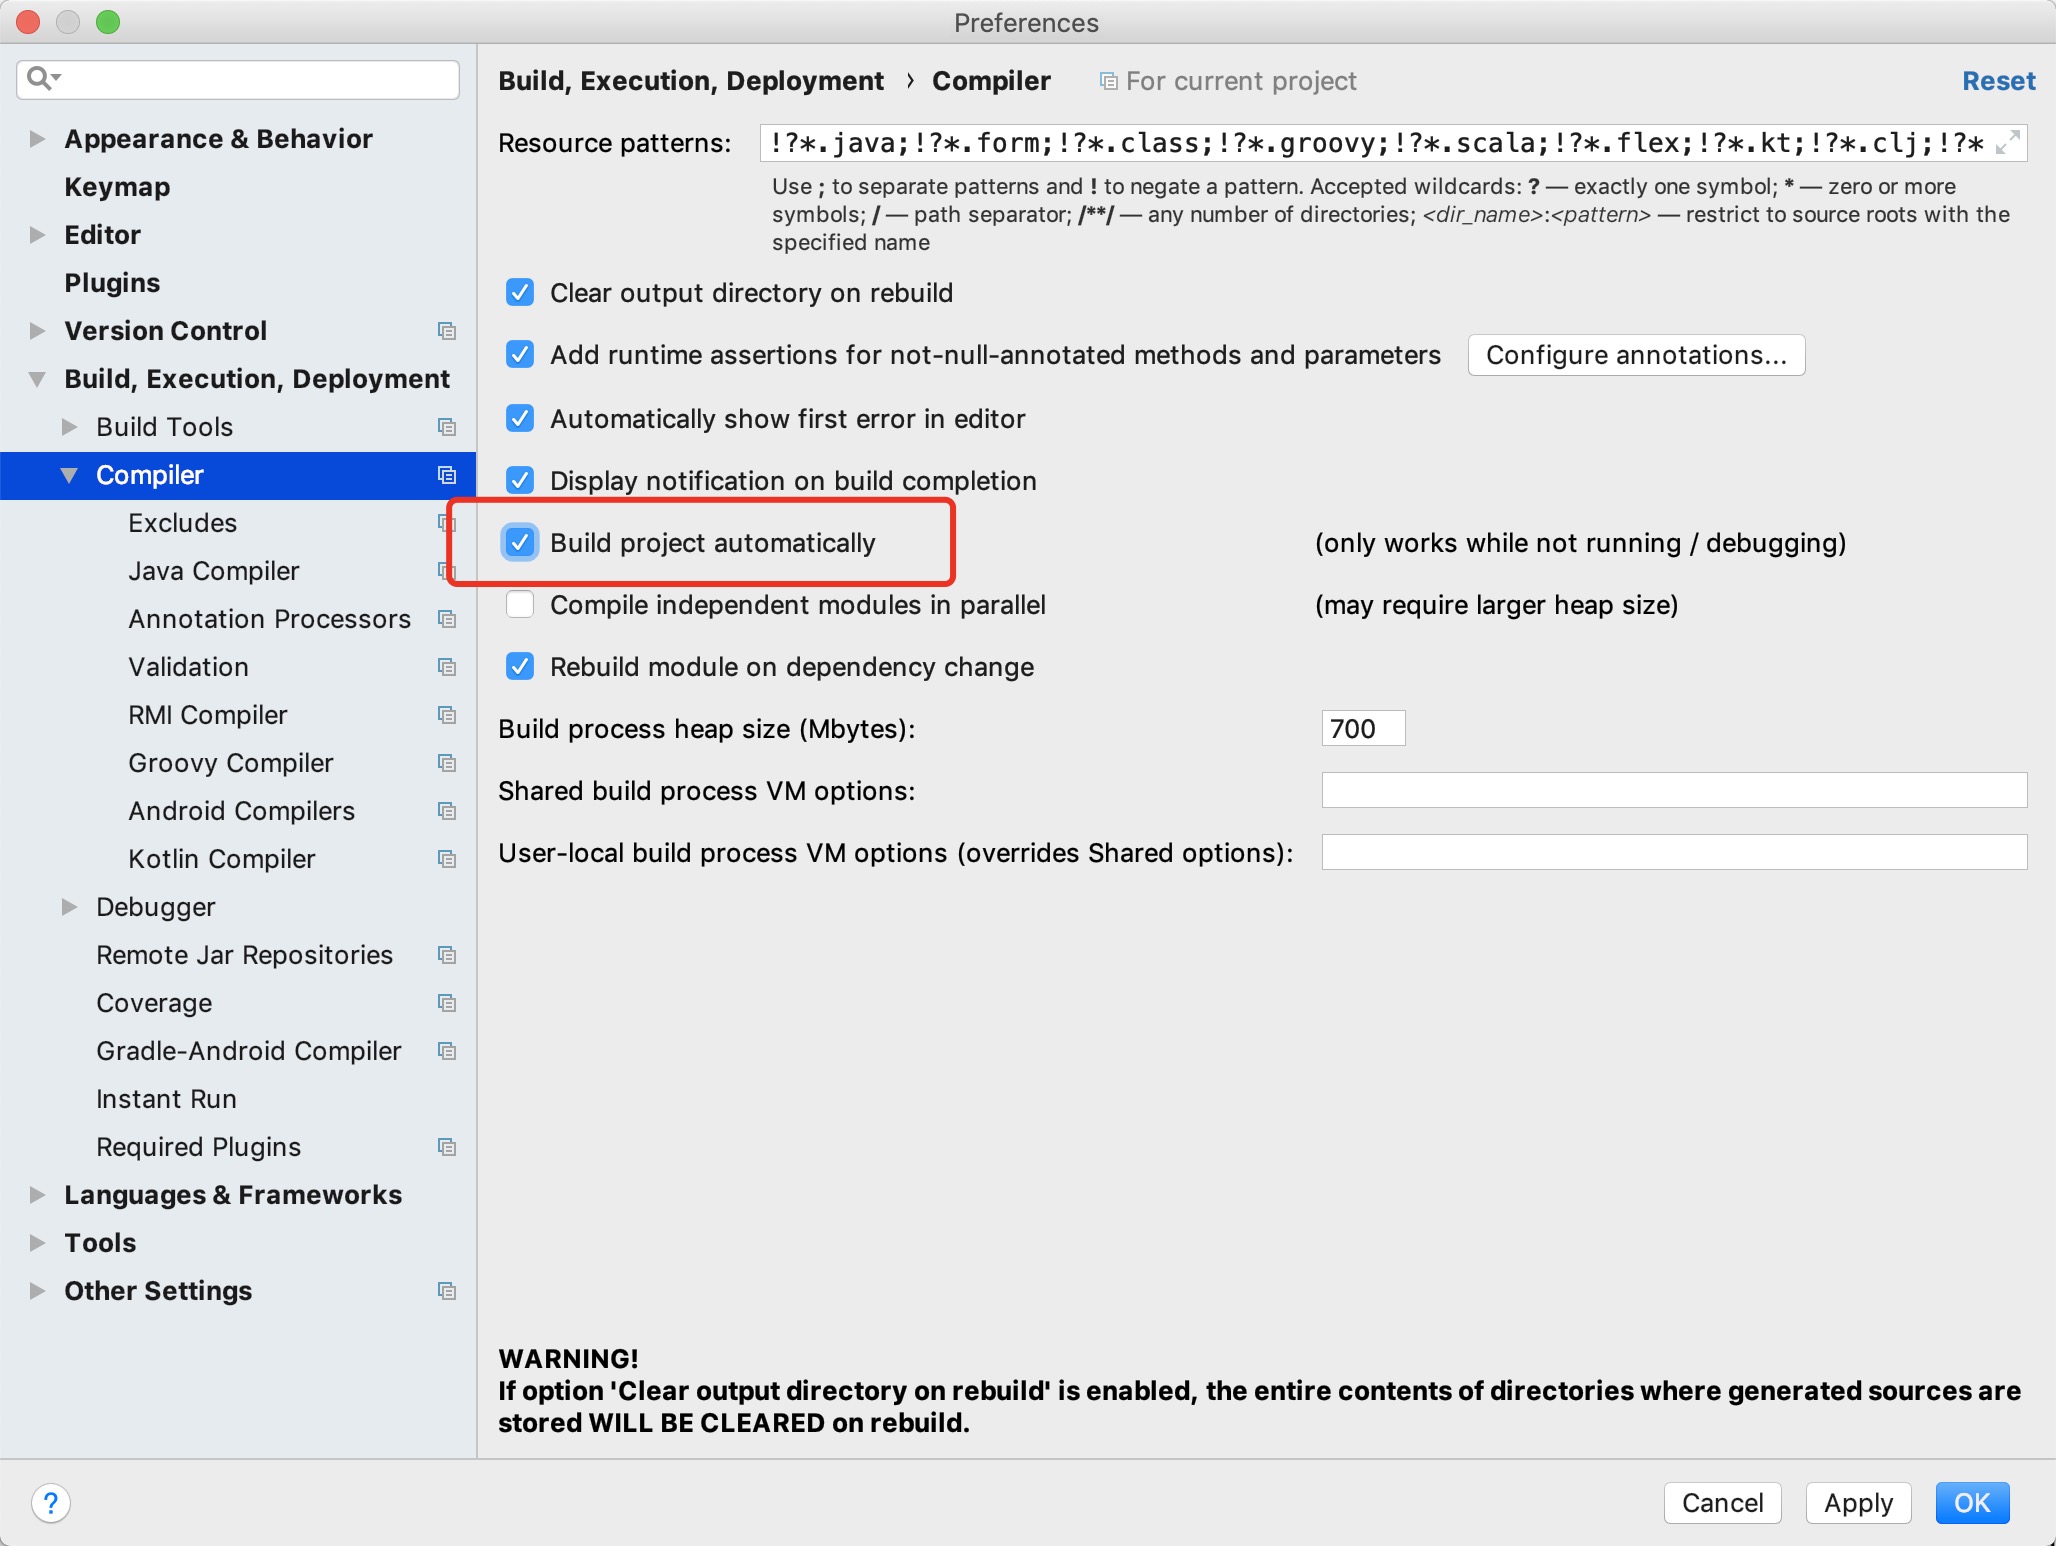 Preferences
Appearance & Behavior
Keymap
Editor
Plugins
Version Control
Build, Execution, Deployment
Build Tools
Compiler
Excludes
Java Compiler
Annotation Processors
Validation
RMI Compiler
Groovy Compiler
Android Compilers
Kotlin Compiler
Debugger
Remote Jar Repositories
Coverage
Gradle-Android Compiler
Instant Run
Required Plugins
Languages & Frameworks
Tools
Other Settings
Build, Execution, Deployment › Compiler For current project Reset
Resource patterns: !?*.java;!?*.form;!?*.class;!?*.groovy;!?*.scala;!?*.flex;!?*.kt;!?*.clj;!?*
Use ; to separate patterns and ! to negate a pattern. Accepted wildcards: ? — exactly one symbol; * — zero or more
symbols; / — path separator; /**/ — any number of directories; <dir_name>:<pattern> — restrict to source roots with the
specified name
Clear output directory on rebuild
Add runtime assertions for not-null-annotated methods and parameters Configure annotations...
Automatically show first error in editor
Display notification on build completion
Build project automatically (only works while not running / debugging)
Compile independent modules in parallel (may require larger heap size)
Rebuild module on dependency change
Build process heap size (Mbytes): 700
Shared build process VM options:
User-local build process VM options (overrides Shared options):
WARNING!
If option 'Clear output directory on rebuild' is enabled, the entire contents of directories where generated sources are
stored WILL BE CLEARED on rebuild.
? Cancel Apply OK